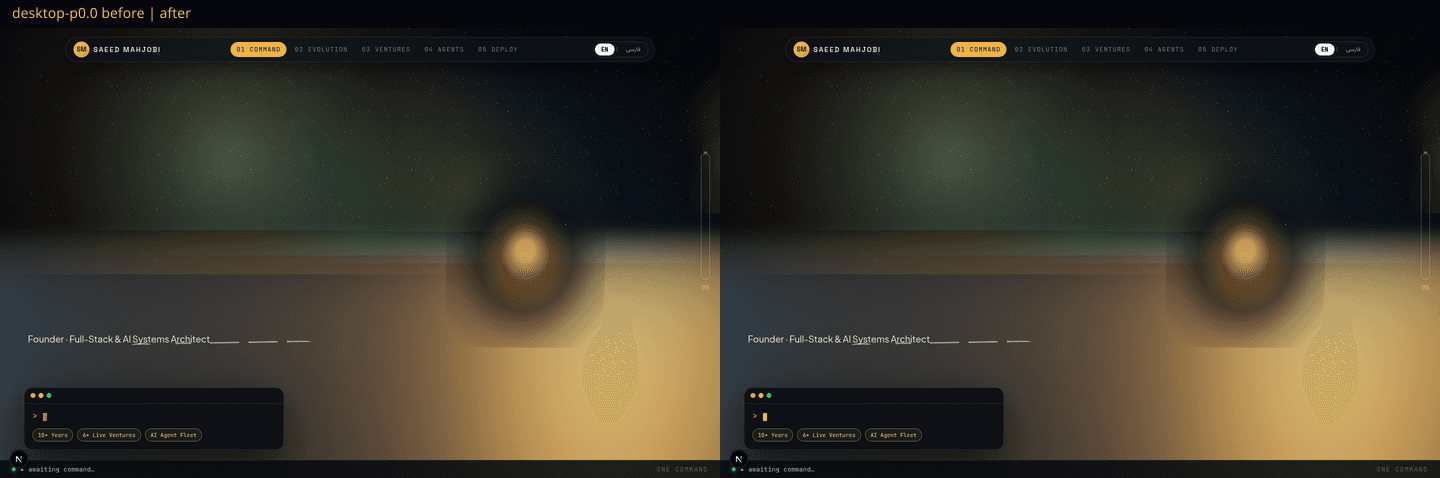 desktop-p0.0 before | after
SM SAEED MAHJOBI 01 COMMAND 02 EVOLUTION 03 VENTURES 04 AGENTS 05 DEPLOY EN فارسی
0%
Founder · Full-Stack & AI Systems Architect
>
10+ Years 6+ Live Ventures AI Agent Fleet
N
▸ awaiting command… ONE COMMAND
SM SAEED MAHJOBI 01 COMMAND 02 EVOLUTION 03 VENTURES 04 AGENTS 05 DEPLOY EN فارسی
0%
Founder · Full-Stack & AI Systems Architect
>
10+ Years 6+ Live Ventures AI Agent Fleet
N
▸ awaiting command… ONE COMMAND